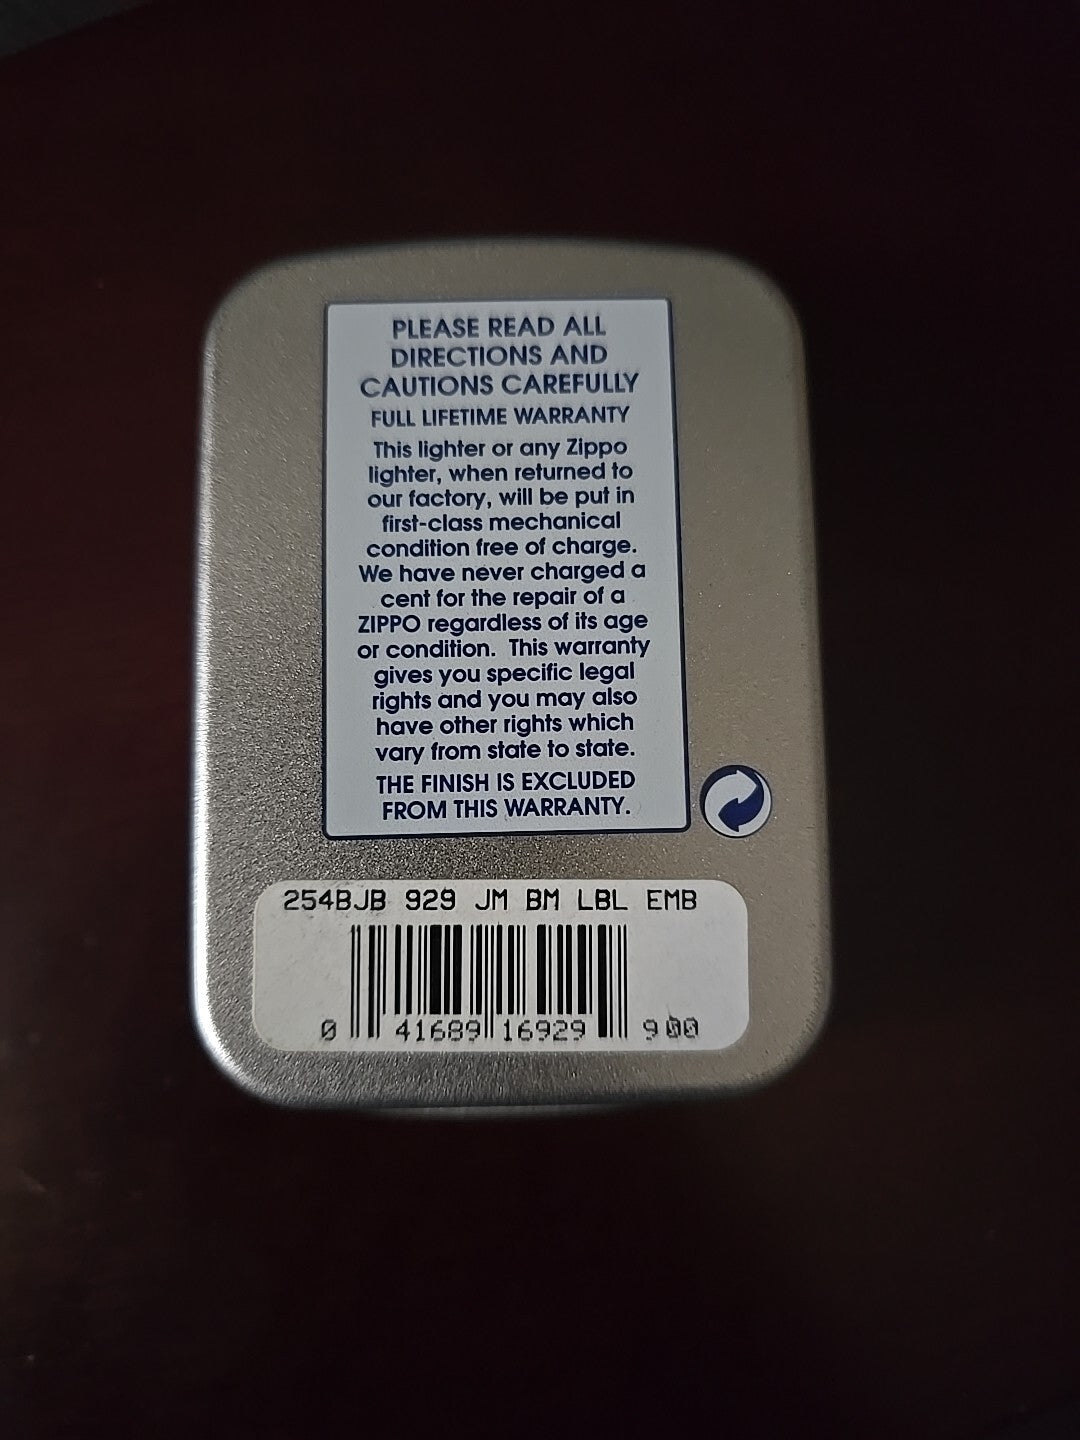 PLEASE READ ALL
DIRECTIONS AND
CAUTIONS CAREFULLY
FULL LIFETIME WARRANTY
This lighter or any Zippo
lighter, when returned to
our factory, will be put in
first-class mechanical
condition free of charge.
We have never charged a
cent for the repair of a
ZIPPO regardless of its age
or condition. This warranty
gives you specific legal
rights and you may also
have other rights which
vary from state to state.
THE FINISH IS EXCLUDED
FROM THIS WARRANTY.
254BJB 929 JM BM LBL EMB
0 41689 16929 9 00